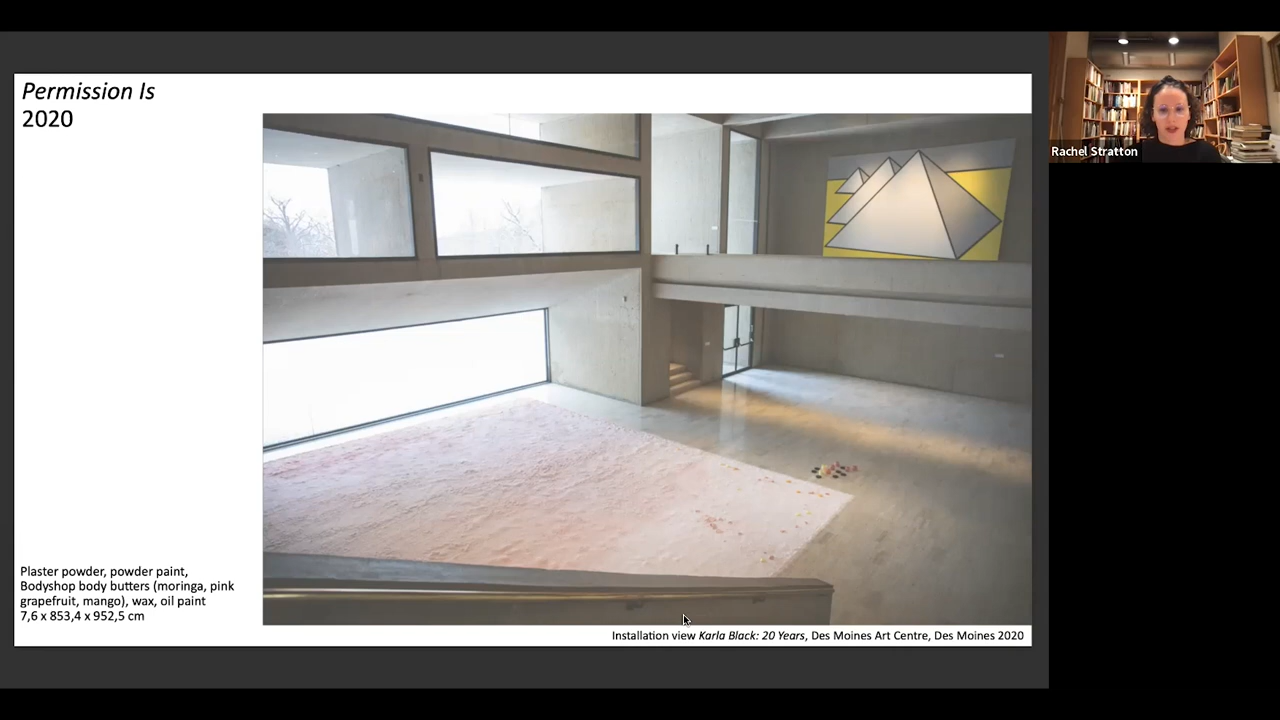 Permission Is
2020
Rachel Stratton
Plaster powder, powder paint,
Bodyshop body butters (moringa, pink
grapefruit, mango), wax, oil paint
7,6 x 853,4 x 952,5 cm
Installation view Karla Black: 20 Years, Des Moines Art Centre, Des Moines 2020